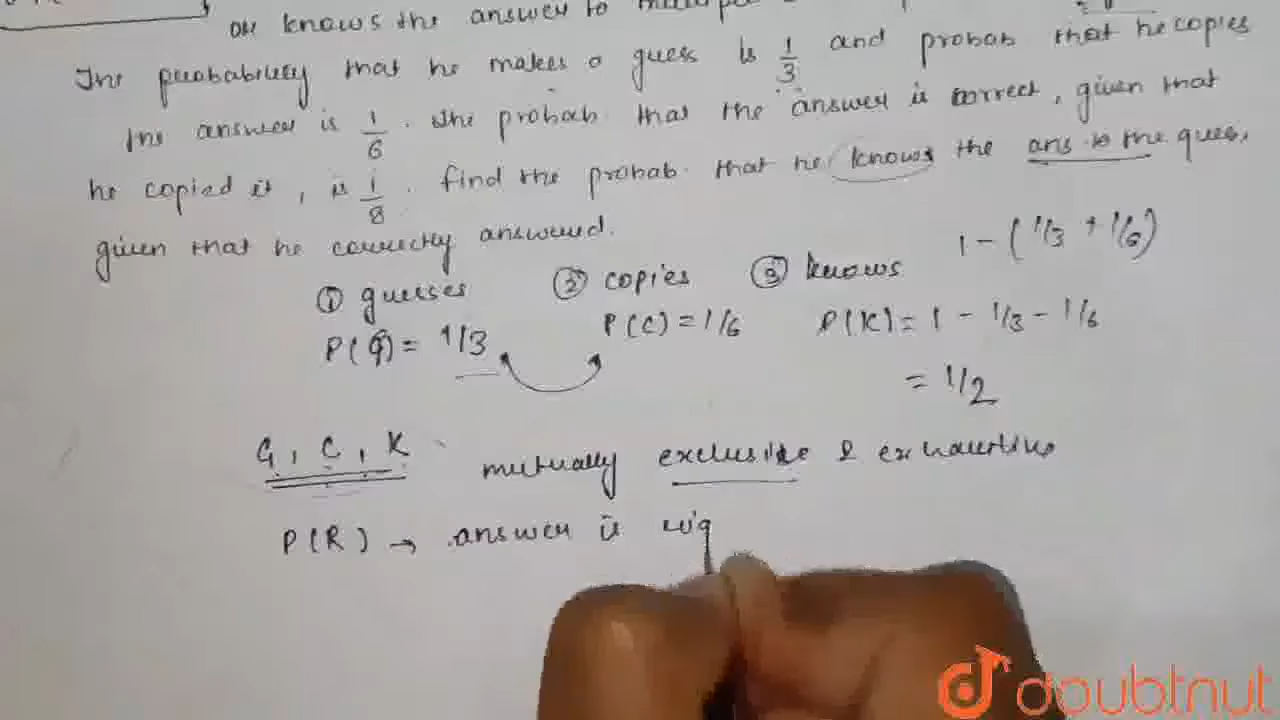 knows the answer to
The probability that he makes a guess is 1/3 and probab that he copies
the answer is 1/6. The probab. that the answer is correct, given that
he copied it, is 1/8. find the probab. that he knows the ans to the ques,
given that he correctly answered.
1 - (1/3 + 1/6)
① guesses ② copies ③ knows
P(G) = 1/3 P(C) = 1/6 P(K) = 1 - 1/3 - 1/6
= 1/2
G, C, K mutually exclusive & exhaustive
P(R) → answer is rig
doubtnut